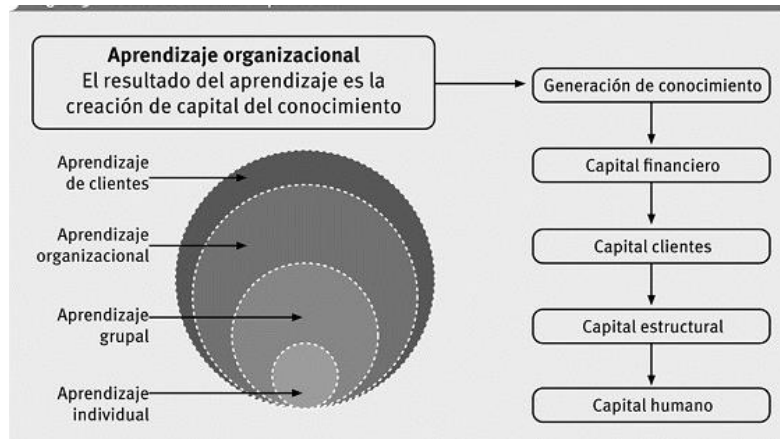 Aprendizaje organizacional
El resultado del aprendizaje es la
creación de capital del conocimiento
Generación de conocimiento
Aprendizaje
de clientes
Capital financiero
Aprendizaje
organizacional
Capital clientes
Aprendizaje
grupal
Capital estructural
Aprendizaje
individual
Capital humano